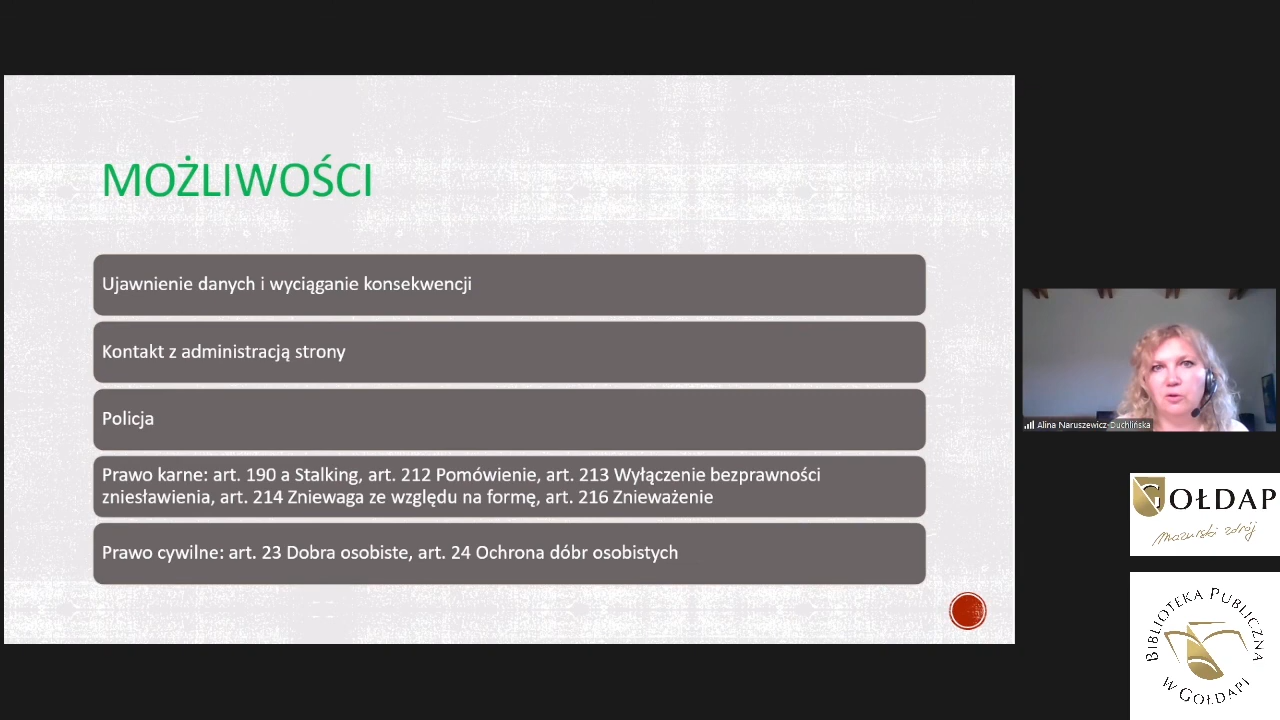 MOŻLIWOŚCI
Ujawnienie danych i wyciąganie konsekwencji
Kontakt z administracją strony
Policja
Prawo karne: art. 190 a Stalking, art. 212 Pomówienie, art. 213 Wyłączenie bezprawności
zniesławienia, art. 214 Zniewaga ze względu na formę, art. 216 Znieważenie
Prawo cywilne: art. 23 Dobra osobiste, art. 24 Ochrona dóbr osobistych
Alina Naruszewicz-Duchlińska
GOŁDAP
mazurski zdrój
BIBLIOTEKA PUBLICZNA
W GOŁDAPI